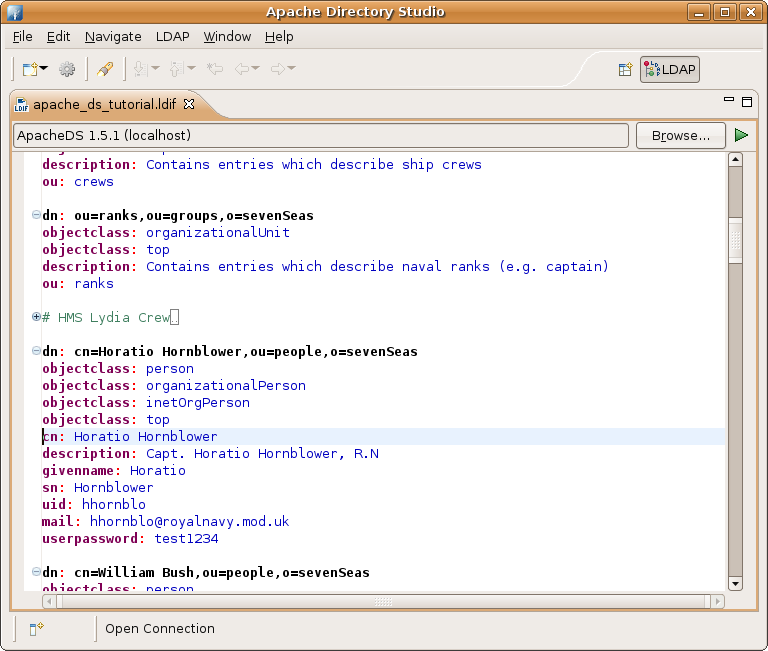 Apache Directory Studio
File Edit Navigate LDAP Window Help
LDAP
LDIF apache_ds_tutorial.ldif
ApacheDS 1.5.1 (localhost) Browse...
description: Contains entries which describe ship crews
ou: crews
dn: ou=ranks,ou=groups,o=sevenSeas
objectclass: organizationalUnit
objectclass: top
description: Contains entries which describe naval ranks (e.g. captain)
ou: ranks
# HMS Lydia Crew..
dn: cn=Horatio Hornblower,ou=people,o=sevenSeas
objectclass: person
objectclass: organizationalPerson
objectclass: inetOrgPerson
objectclass: top
cn: Horatio Hornblower
description: Capt. Horatio Hornblower, R.N
givenname: Horatio
sn: Hornblower
uid: hhornblo
mail: hhornblo@royalnavy.mod.uk
userpassword: test1234
dn: cn=William Bush,ou=people,o=sevenSeas
objectclass: person
Open Connection